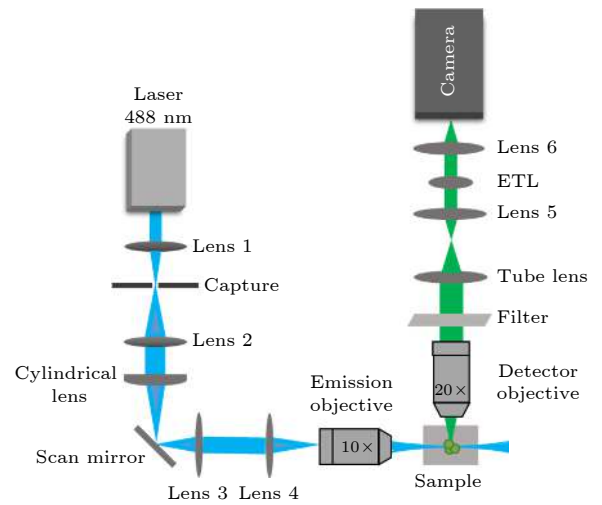 Camera
Laser
488 nm
Lens 6
ETL
Lens 5
Lens 1
Capture
Tube lens
Filter
Lens 2
Cylindrical
lens
Emission
objective
Detector
objective
20×
10×
Scan mirror
Lens 3
Lens 4
Sample